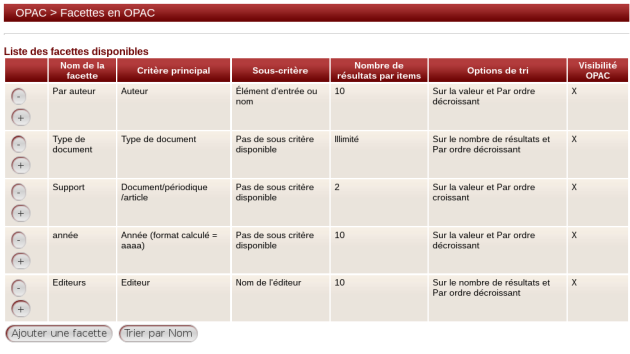 OPAC > Facettes en OPAC
Liste des facettes disponibles
Nom de la facette Critère principal Sous-critère Nombre de résultats par items Options de tri Visibilité OPAC
- + Par auteur Auteur Élément d'entrée ou nom 10 Sur la valeur et Par ordre décroissant X
- + Type de document Type de document Pas de sous critère disponible Illimité Sur le nombre de résultats et Par ordre décroissant X
- + Support Document/périodique /article Pas de sous critère disponible 2 Sur la valeur et Par ordre croissant X
- + année Année (format calculé = aaaa) Pas de sous critère disponible 10 Sur la valeur et Par ordre décroissant X
- + Editeurs Editeur Nom de l'éditeur 10 Sur le nombre de résultats et Par ordre décroissant X
Ajouter une facette Trier par Nom